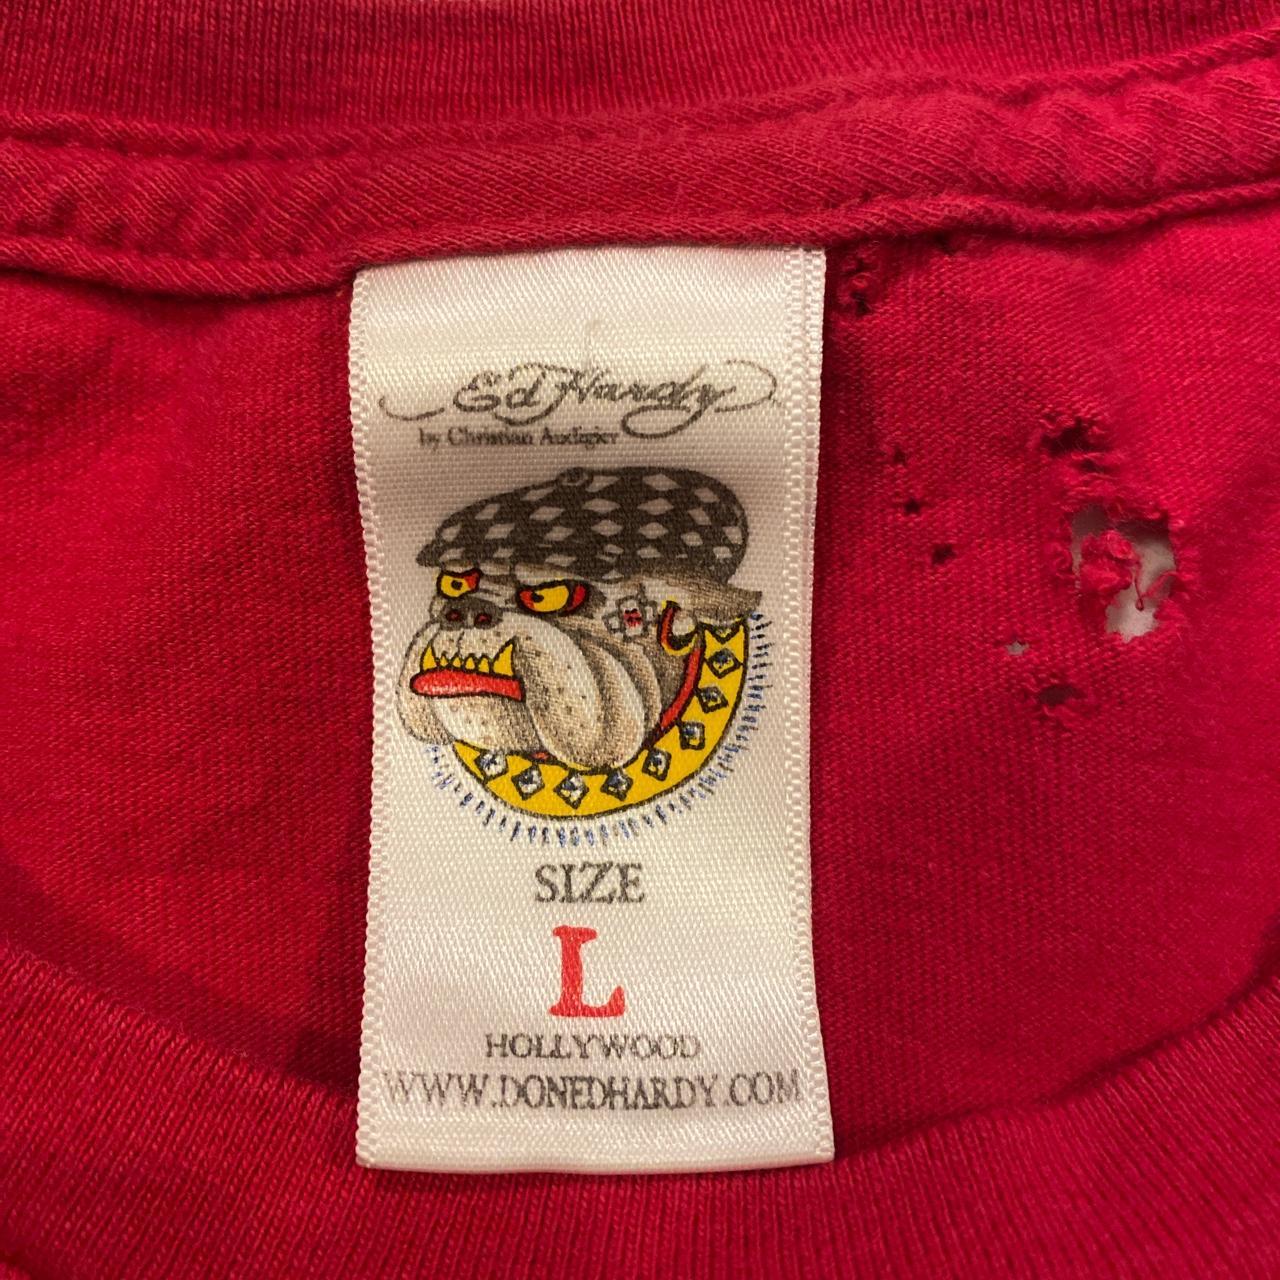 Ed Hardy
by Christian Audigier
SIZE
L
HOLLYWOOD
WWW.DONEDHARDY.COM